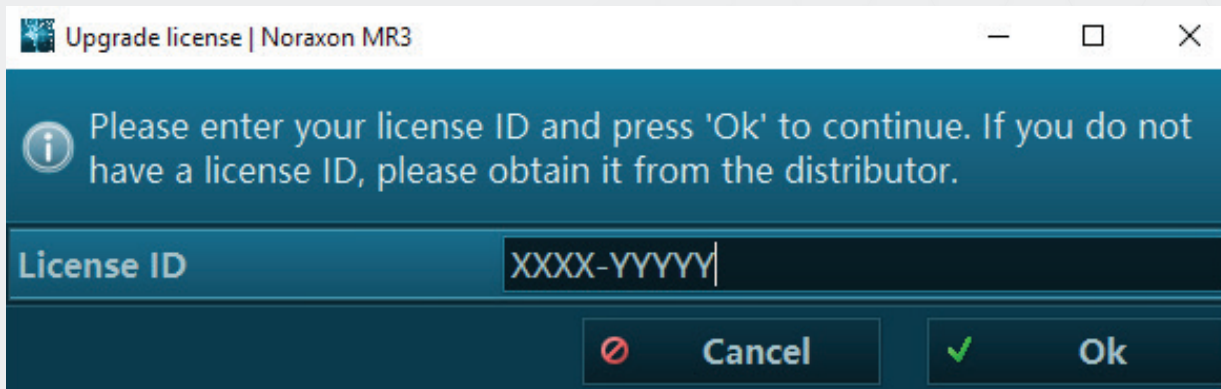 Upgrade license | Noraxon MR3
Please enter your license ID and press 'Ok' to continue. If you do not
have a license ID, please obtain it from the distributor.
License ID XXXX-YYYYY
Cancel Ok